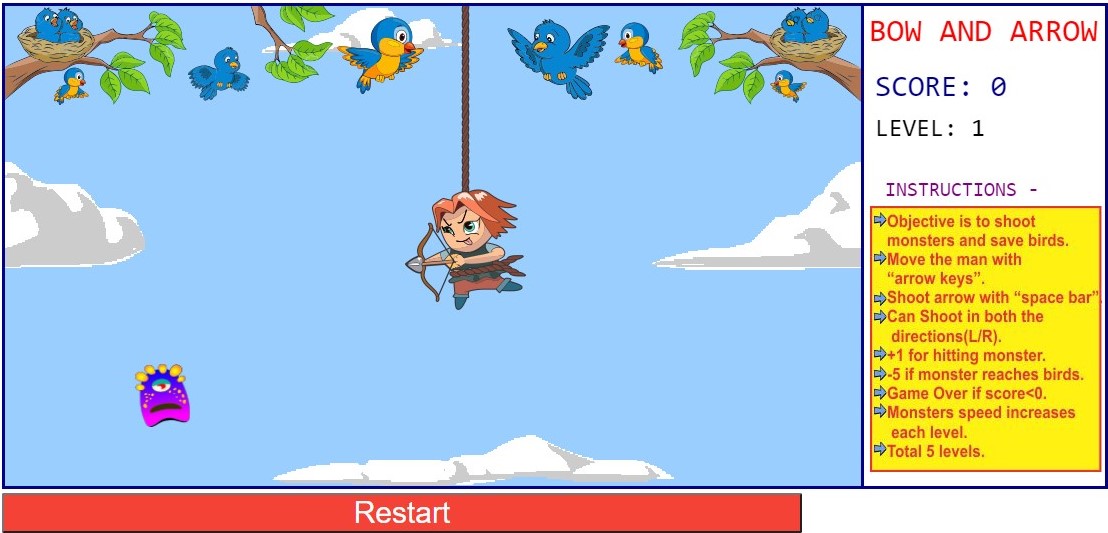 BOW AND ARROW
SCORE: 0
LEVEL: 1
INSTRUCTIONS -
Objective is to shoot
monsters and save birds.
Move the man with
“arrow keys”.
Shoot arrow with “space bar”.
Can Shoot in both the
directions(L/R).
+1 for hitting monster.
-5 if monster reaches birds.
Game Over if score<0.
Monsters speed increases
each level.
Total 5 levels.
Restart